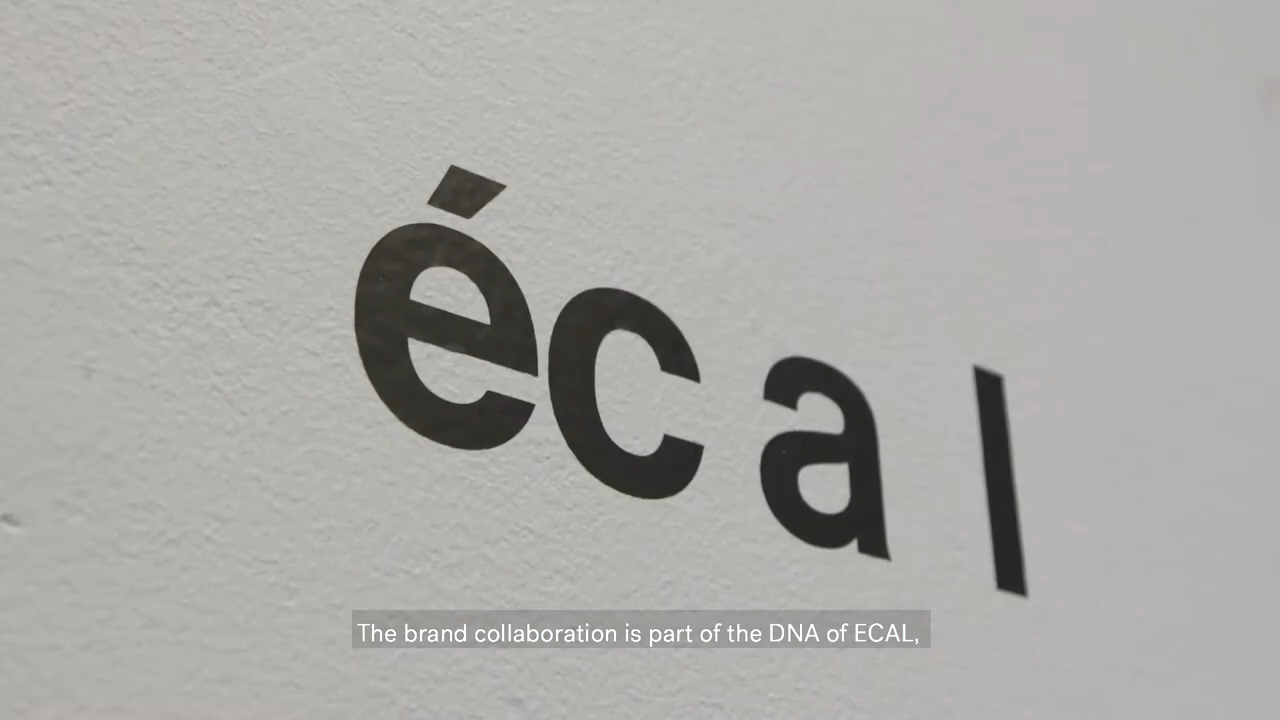 écal
The brand collaboration is part of the DNA of ECAL,